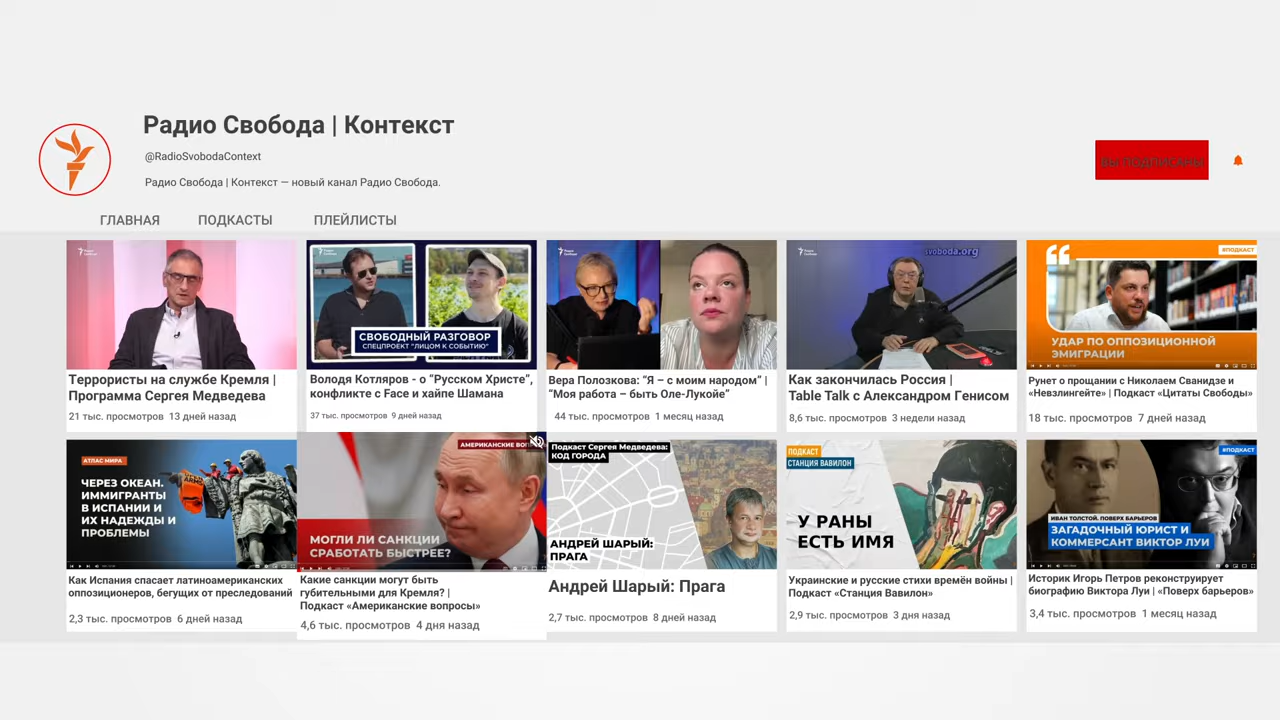 Радио Свобода | Контекст
@RadioSvobodaContext
Радио Свобода | Контекст — новый канал Радио Свобода.
ВЫ ПОДПИСАНЫ
ГЛАВНАЯ ПОДКАСТЫ ПЛЕЙЛИСТЫ
Террористы на службе Кремля |
Программа Сергея Медведева
21 тыс. просмотров 13 дней назад
СВОБОДНЫЙ РАЗГОВОР
СПЕЦПРОЕКТ "ЛИЦОМ К СОБЫТИЮ"
Володя Котляров - о “Русском Христе”,
конфликте с Face и хайпе Шамана
37 тыс. просмотров 9 дней назад
Вера Полозкова: “Я – с моим народом” |
“Моя работа – быть Оле-Лукойе”
44 тыс. просмотров 1 месяц назад
svoboda.org
Как закончилась Россия |
Table Talk с Александром Генисом
8,6 тыс. просмотров 3 недели назад
#ПОДКАСТ
УДАР ПО ОППОЗИЦИОННОЙ
ЭМИГРАЦИИ
Рунет о прощании с Николаем Сванидзе и
«Невзлингейте» | Подкаст «Цитаты Свободы»
18 тыс. просмотров 7 дней назад
АТЛАС МИРА
ЧЕРЕЗ ОКЕАН.
ИММИГРАНТЫ
В ИСПАНИИ И
ИХ НАДЕЖДЫ И
ПРОБЛЕМЫ
Как Испания спасает латиноамериканских
оппозиционеров, бегущих от преследований
2,3 тыс. просмотров 6 дней назад
АМЕРИКАНСКИЕ
МОГЛИ ЛИ САНКЦИИ
СРАБОТАТЬ БЫСТРЕЕ?
Какие санкции могут быть
губительными для Кремля? |
Подкаст «Американские вопросы»
4,6 тыс. просмотров 4 дня назад
Подкаст Сергея Медведева:
КОД ГОРОДА
АНДРЕЙ ШАРЫЙ:
ПРАГА
Андрей Шарый: Прага
2,7 тыс. просмотров 8 дней назад
ПОДКАСТ
СТАНЦИЯ ВАВИЛОН
У РАНЫ
ЕСТЬ ИМЯ
Украинские и русские стихи времён войны |
Подкаст «Станция Вавилон»
2,9 тыс. просмотров 3 дня назад
#ПОДКАСТ
ИВАН ТОЛСТОЙ. ПОВЕРХ БАРЬЕРОВ
ЗАГАДОЧНЫЙ ЮРИСТ И
КОММЕРСАНТ ВИКТОР ЛУИ
Историк Игорь Петров реконструирует
биографию Виктора Луи | «Поверх барьеров»
3,4 тыс. просмотров 1 месяц назад